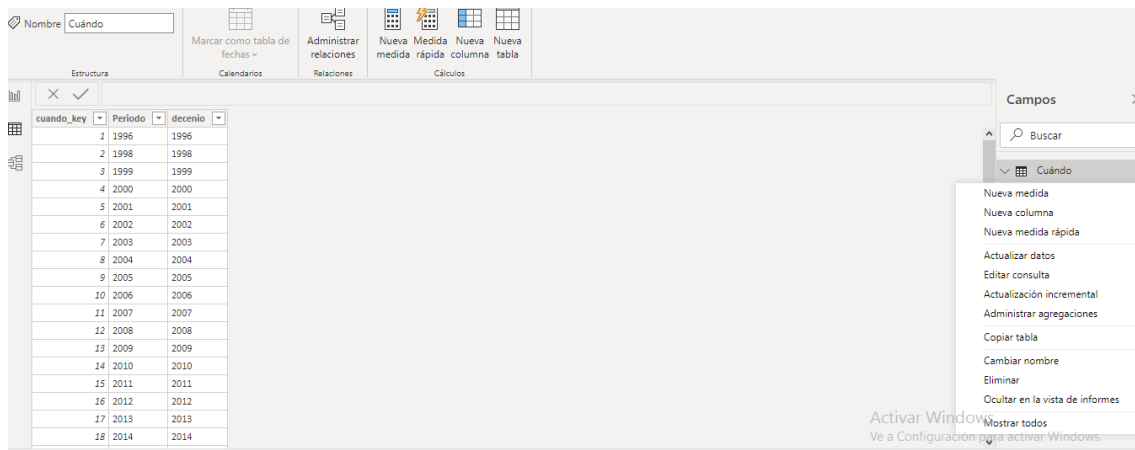 Nombre Cuándo
Marcar como tabla de
fechas
Administrar
relaciones
Nueva Medida Nueva Nueva
medida rápida columna tabla
Estructura
Calendarios
Relaciones
Cálculos
Campos
Buscar
Cuándo
cuando_key Periodo decenio
1 1996 1996
2 1998 1998
3 1999 1999
4 2000 2000
5 2001 2001
6 2002 2002
7 2003 2003
8 2004 2004
9 2005 2005
10 2006 2006
11 2007 2007
12 2008 2008
13 2009 2009
14 2010 2010
15 2011 2011
16 2012 2012
17 2013 2013
18 2014 2014
Nueva medida
Nueva columna
Nueva medida rápida
Actualizar datos
Editar consulta
Actualización incremental
Administrar agregaciones
Copiar tabla
Cambiar nombre
Eliminar
Ocultar en la vista de informes
Mostrar todos
Activar Windows
Ve a Configuración para activar Windows.